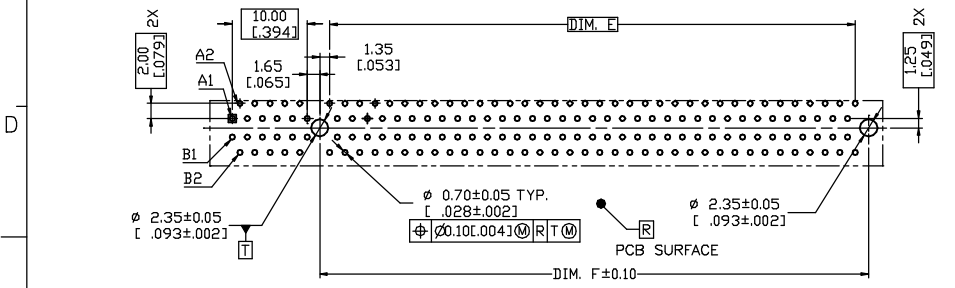 2X
2.00
[.079]
10.00
[.394]
DIM. E
1.35
[.053]
1.65
[.065]
2X
1.25
[.049]
A2
A1
D
B1
B2
ø 0.70±0.05 TYP.
[ .028±.002]
⌖ ø0.10[.004]Ⓜ R TⓂ
ø 2.35±0.05
[ .093±.002]
T
ø 2.35±0.05
[ .093±.002]
R
PCB SURFACE
DIM. F±0.10